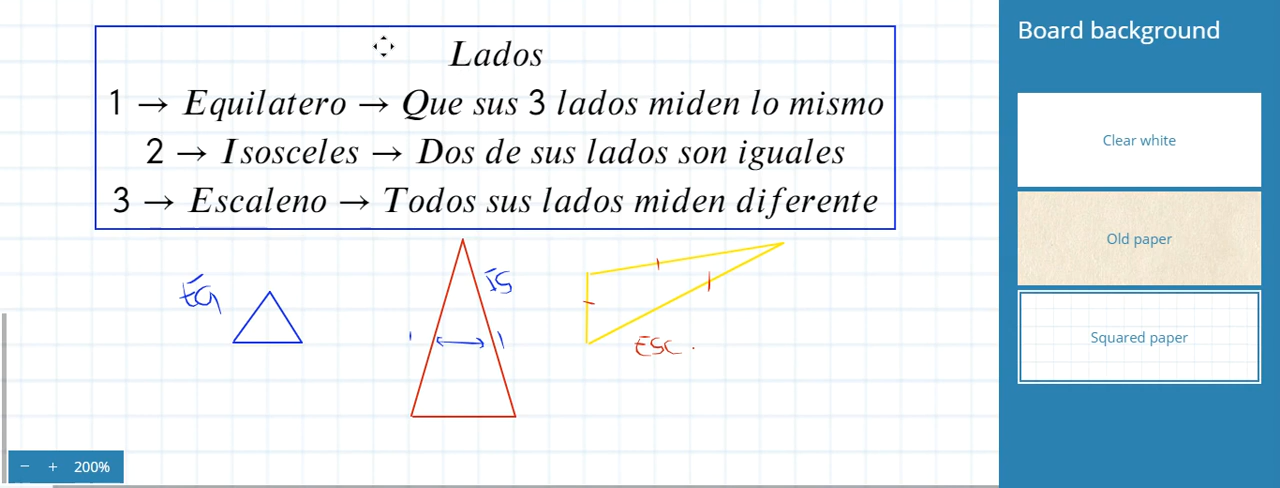 Lados
1 → Equilatero → Que sus 3 lados miden lo mismo
2 → Isosceles → Dos de sus lados son iguales
3 → Escaleno → Todos sus lados miden diferente
EQ
IS
ESC.
Board background
Clear white
Old paper
Squared paper
− + 200%